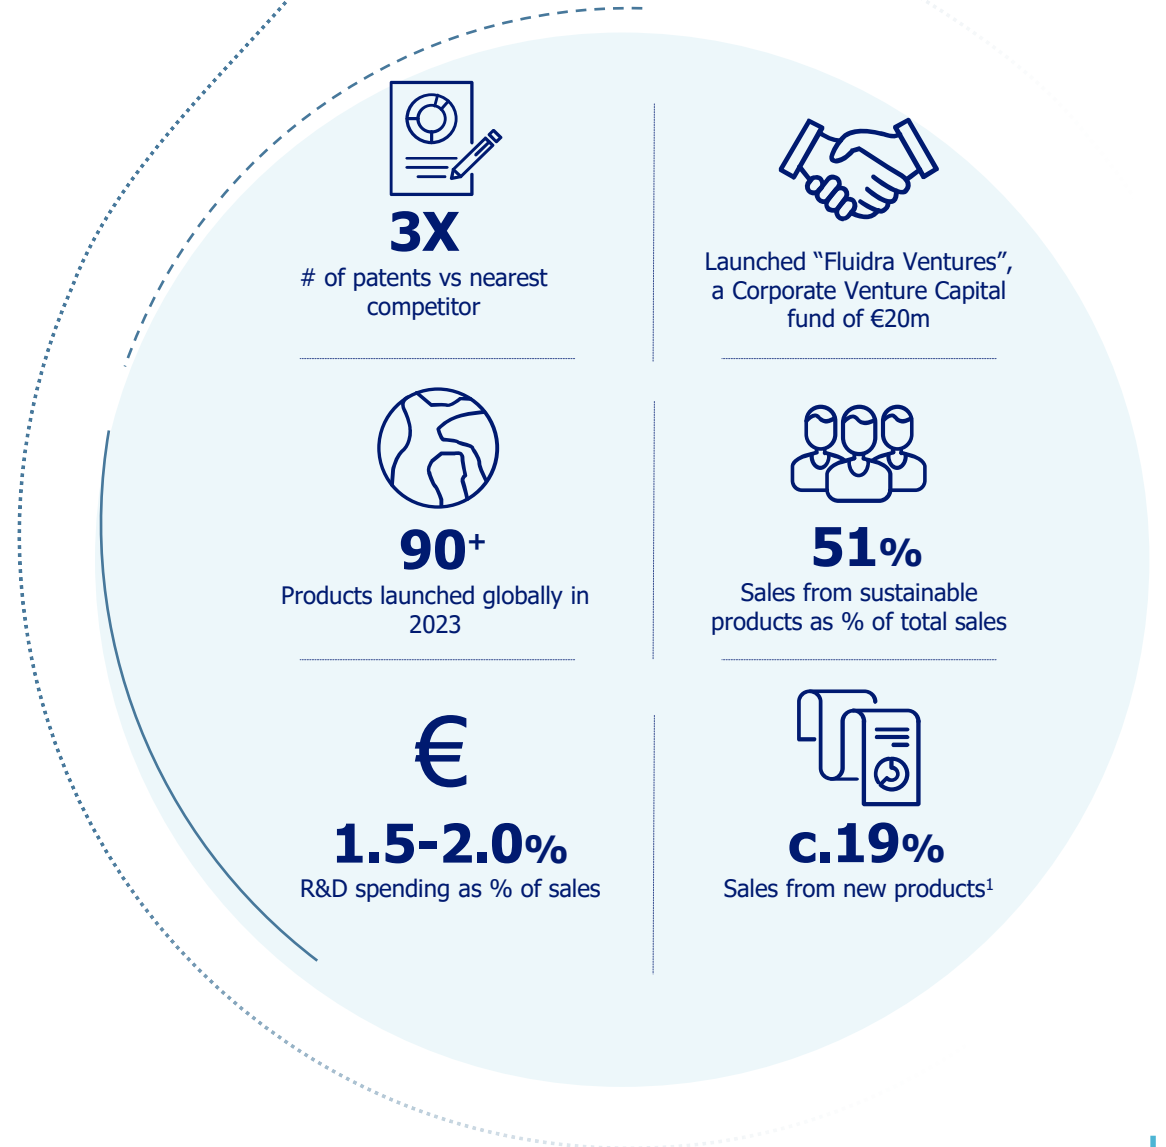 3X
# of patents vs nearest
competitor
Launched “Fluidra Ventures”,
a Corporate Venture Capital
fund of €20m
90+
Products launched globally in
2023
51%
Sales from sustainable
products as % of total sales
€
1.5-2.0%
R&D spending as % of sales
c.19%
Sales from new products¹